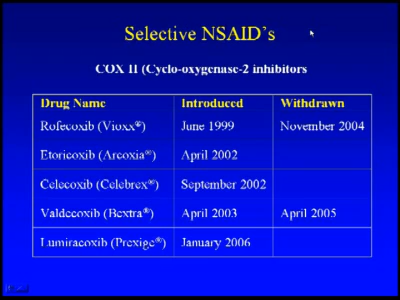 Selective NSAID's
COX II (Cyclo-oxygenase-2 inhibitors
Drug Name Introduced Withdrawn
Rofecoxib (Vioxx®) June 1999 November 2004
Etoricoxib (Arcoxia®) April 2002
Celecoxib (Celebrex®) September 2002
Valdecoxib (Bextra®) April 2003 April 2005
Lumiracoxib (Prexige®) January 2006